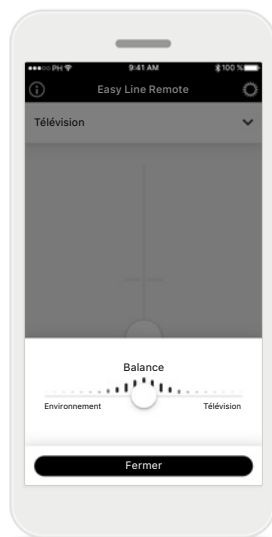 PH 9:41 AM 100 %
Easy Line Remote
Télévision
Balance
Environnement Télévision
Fermer